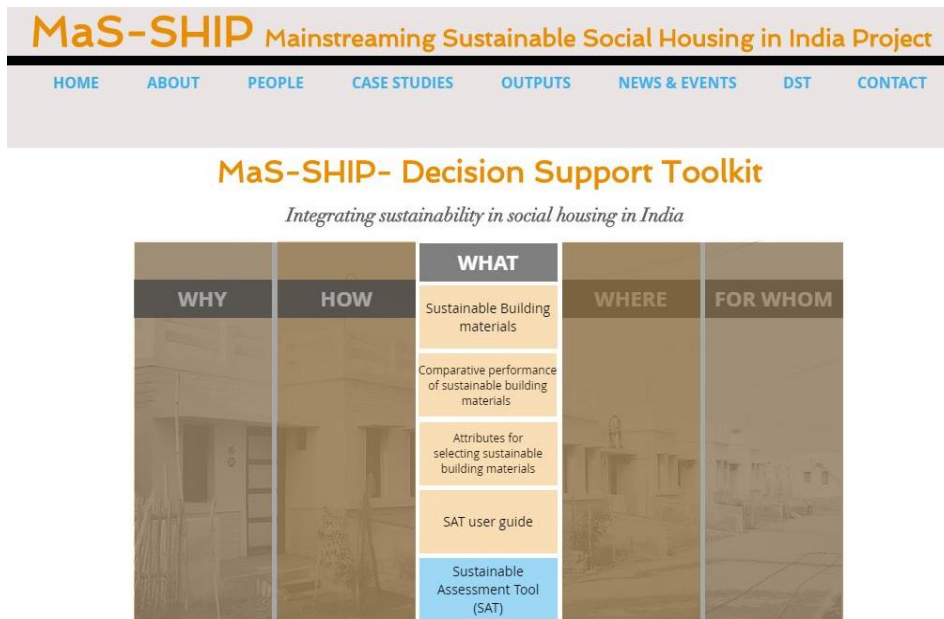 MaS-SHIP Mainstreaming Sustainable Social Housing in India Project
HOME ABOUT PEOPLE CASE STUDIES OUTPUTS NEWS & EVENTS DST CONTACT
MaS-SHIP- Decision Support Toolkit
Integrating sustainability in social housing in India
WHY
HOW
WHAT
Sustainable Building
materials
Comparative performance
of sustainable building
materials
Attributes for
selecting sustainable
building materials
SAT user guide
Sustainable
Assessment Tool
(SAT)
WHERE
FOR WHOM